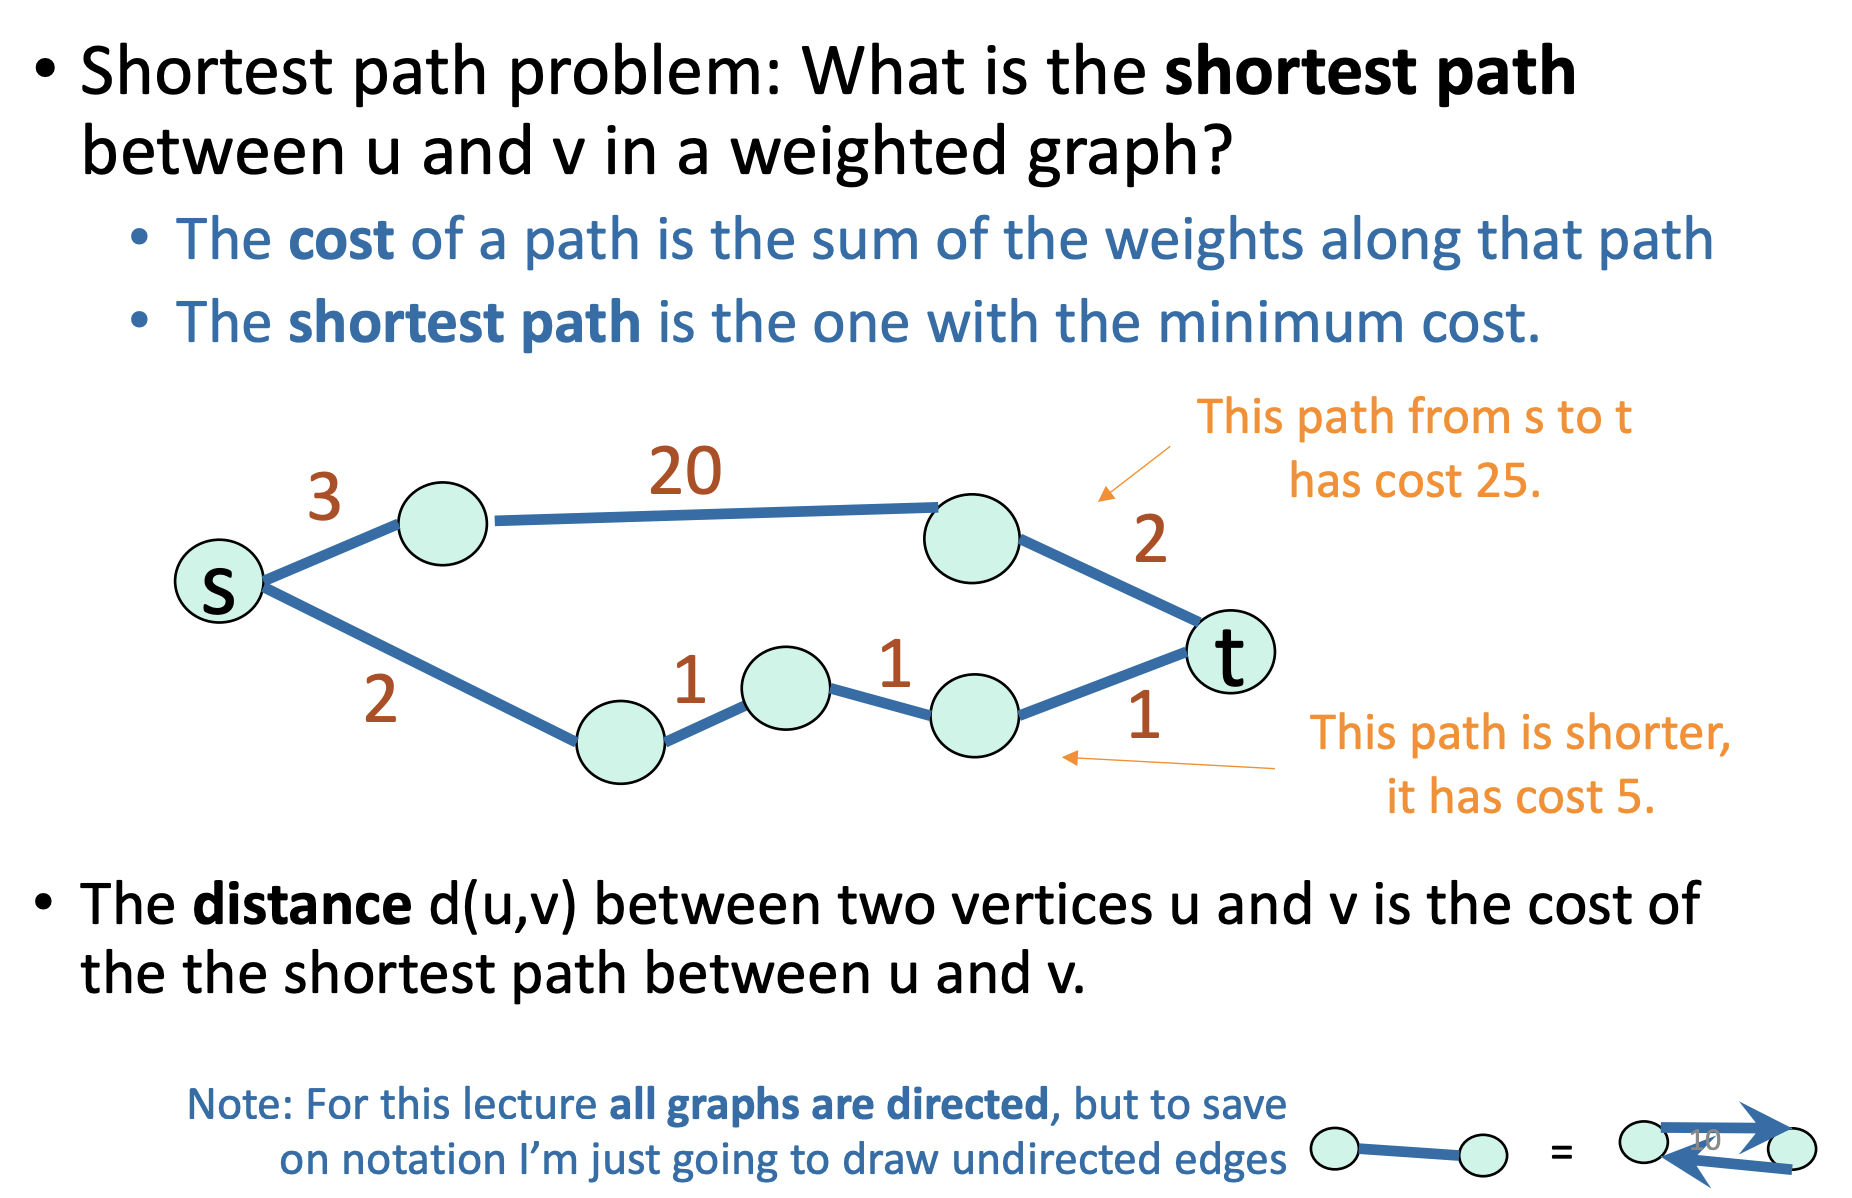 • Shortest path problem: What is the shortest path
between u and v in a weighted graph?
• The cost of a path is the sum of the weights along that path
• The shortest path is the one with the minimum cost.
This path from s to t
has cost 25.
3
20
2
s
t
2
1
1
1
This path is shorter,
it has cost 5.
• The distance d(u,v) between two vertices u and v is the cost of
the the shortest path between u and v.
Note: For this lecture all graphs are directed, but to save
on notation I’m just going to draw undirected edges
=
10